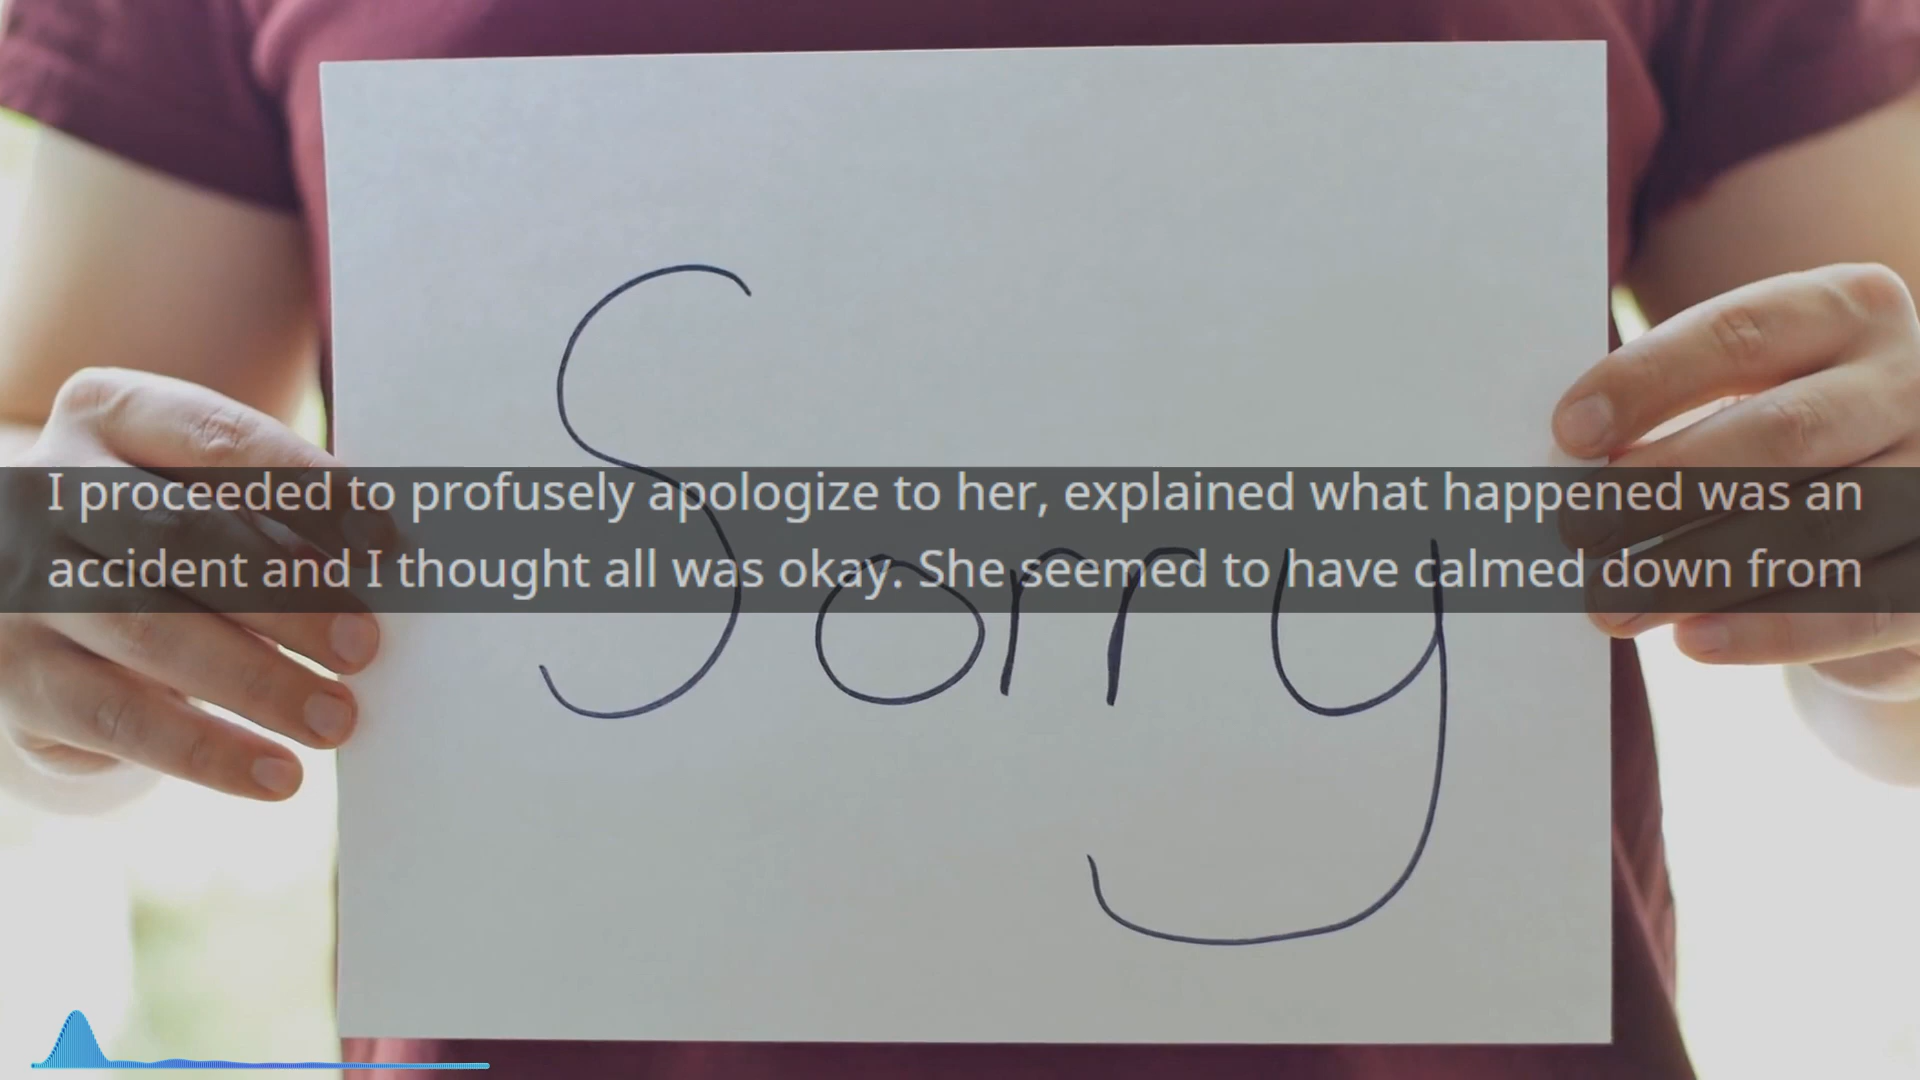 I proceeded to profusely apologize to her, explained what happened was an
accident and I thought all was okay. She seemed to have calmed down from
Sorry